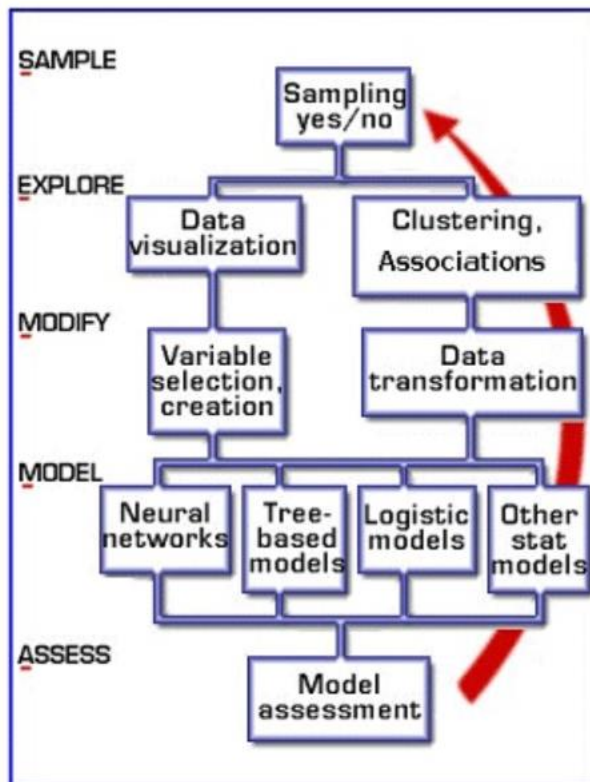 SAMPLE
Sampling
yes/no
EXPLORE
Data
visualization
Clustering,
Associations
MODIFY
Variable
selection,
creation
Data
transformation
MODEL
Neural
networks
Tree-
based
models
Logistic
models
Other
stat
models
ASSESS
Model
assessment